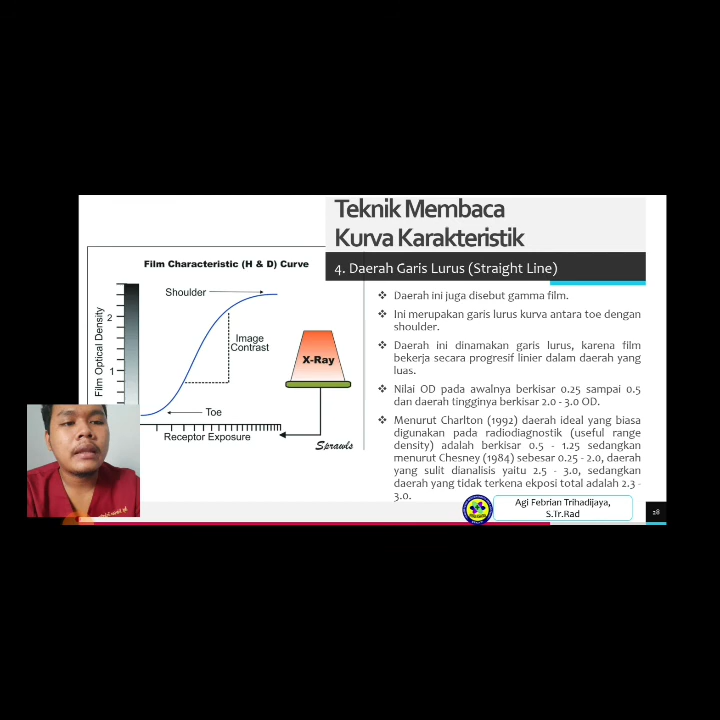 Teknik Membaca
Kurva Karakteristik
4. Daerah Garis Lurus (Straight Line)
Film Characteristic (H & D) Curve
Shoulder
Film Optical Density
2
1
Image
Contrast
X-Ray
Toe
Receptor Exposure
Sprawls
❖ Daerah ini juga disebut gamma film.
❖ Ini merupakan garis lurus kurva antara toe dengan
shoulder.
❖ Daerah ini dinamakan garis lurus, karena film
bekerja secara progresif linier dalam daerah yang
luas.
❖ Nilai OD pada awalnya berkisar 0.25 sampai 0.5
dan daerah tingginya berkisar 2.0 - 3.0 OD.
❖ Menurut Charlton (1992) daerah ideal yang biasa
digunakan pada radiodiagnostik (useful range
density) adalah berkisar 0.5 - 1.25 sedangkan
menurut Chesney (1984) sebesar 0.25 - 2.0, daerah
yang sulit dianalisis yaitu 2.5 - 3.0, sedangkan
daerah yang tidak terkena ekposi total adalah 2.3 -
3.0.
Agi Febrian Trihadijaya,
S.Tr.Rad
28